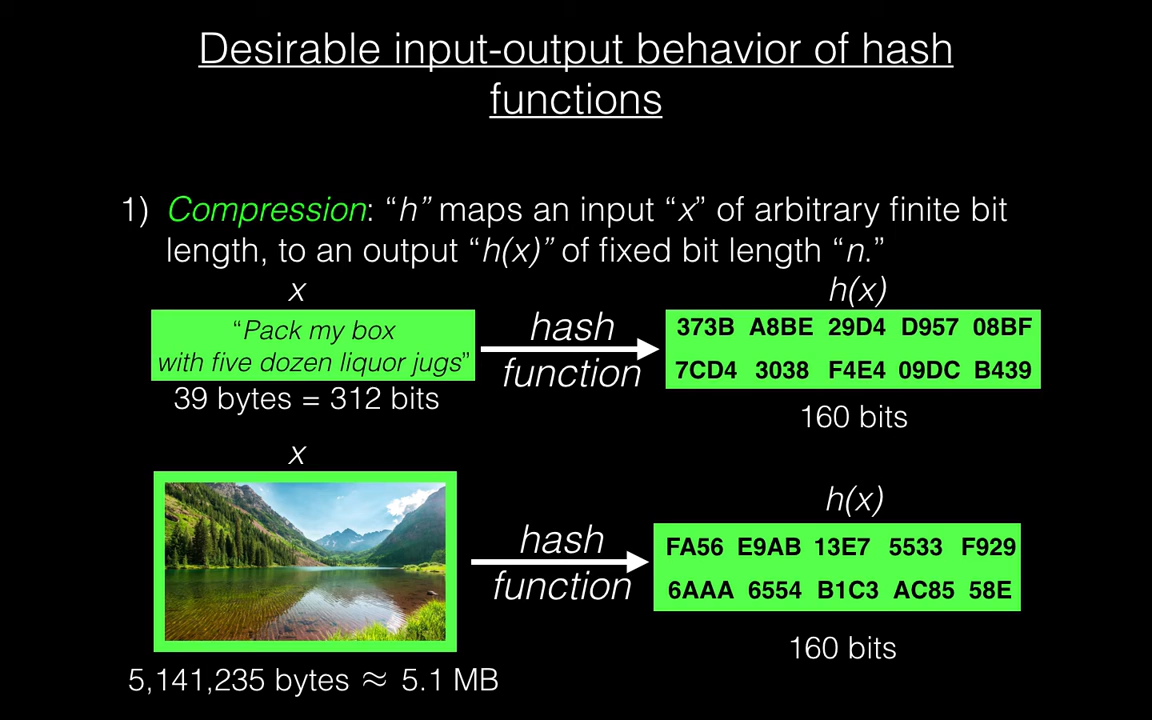 Desirable input-output behavior of hash
functions
1) Compression: “h” maps an input “x” of arbitrary finite bit
length, to an output “h(x)” of fixed bit length “n.”
x
“Pack my box
with five dozen liquor jugs”
39 bytes = 312 bits
hash
function
h(x)
373B A8BE 29D4 D957 08BF
7CD4 3038 F4E4 09DC B439
160 bits
x
5,141,235 bytes ≈ 5.1 MB
hash
function
h(x)
FA56 E9AB 13E7 5533 F929
6AAA 6554 B1C3 AC85 58E
160 bits